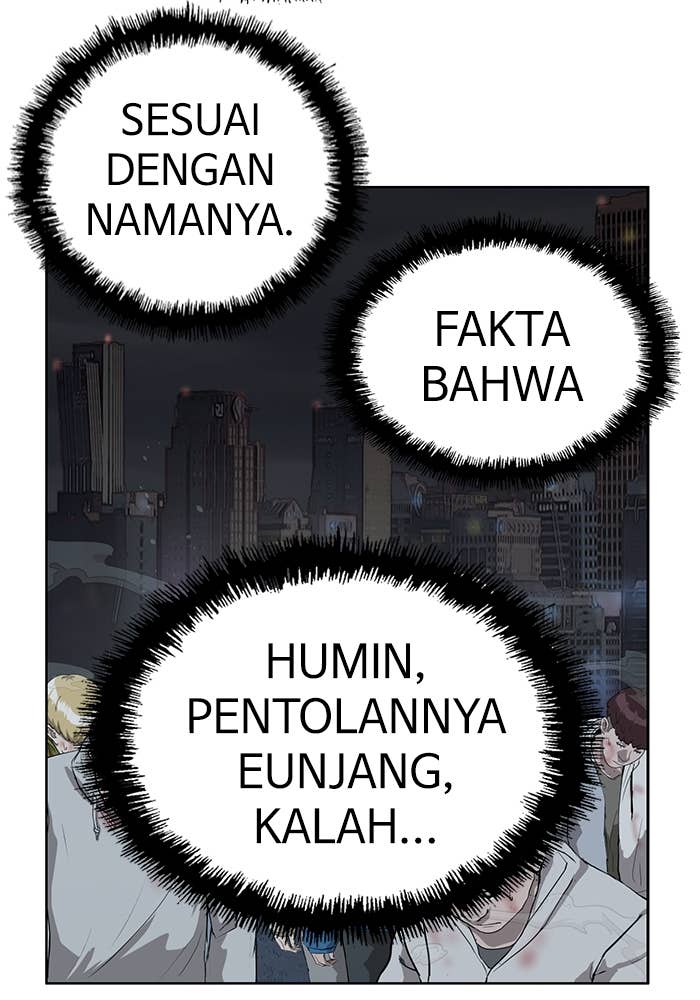 SESUAI
DENGAN
NAMANYA.
FAKTA
BAHWA
HUMIN,
PENTOLANNYA
EUNJANG,
KALAH...